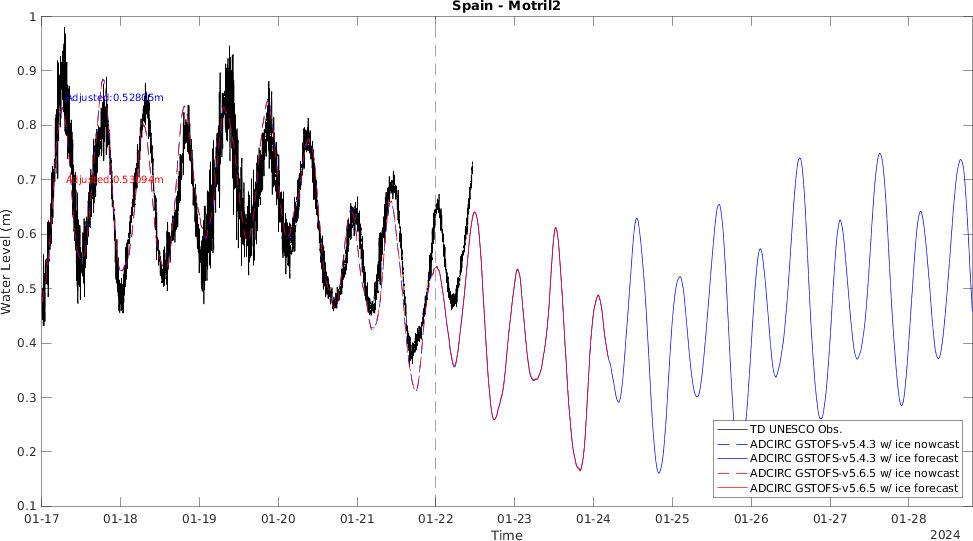 Spain - Motril2
1
0.9
0.8
0.7
0.6
0.5
0.4
0.3
0.2
0.1
Water Level (m)
Adjusted:0.52805m
Adjusted:0.53094m
TD UNESCO Obs.
ADCIRC GSTOFS-v5.4.3 w/ ice nowcast
ADCIRC GSTOFS-v5.4.3 w/ ice forecast
ADCIRC GSTOFS-v5.6.5 w/ ice nowcast
ADCIRC GSTOFS-v5.6.5 w/ ice forecast
01-17 01-18 01-19 01-20 01-21 01-22 01-23 01-24 01-25 01-26 01-27 01-28
Time
2024